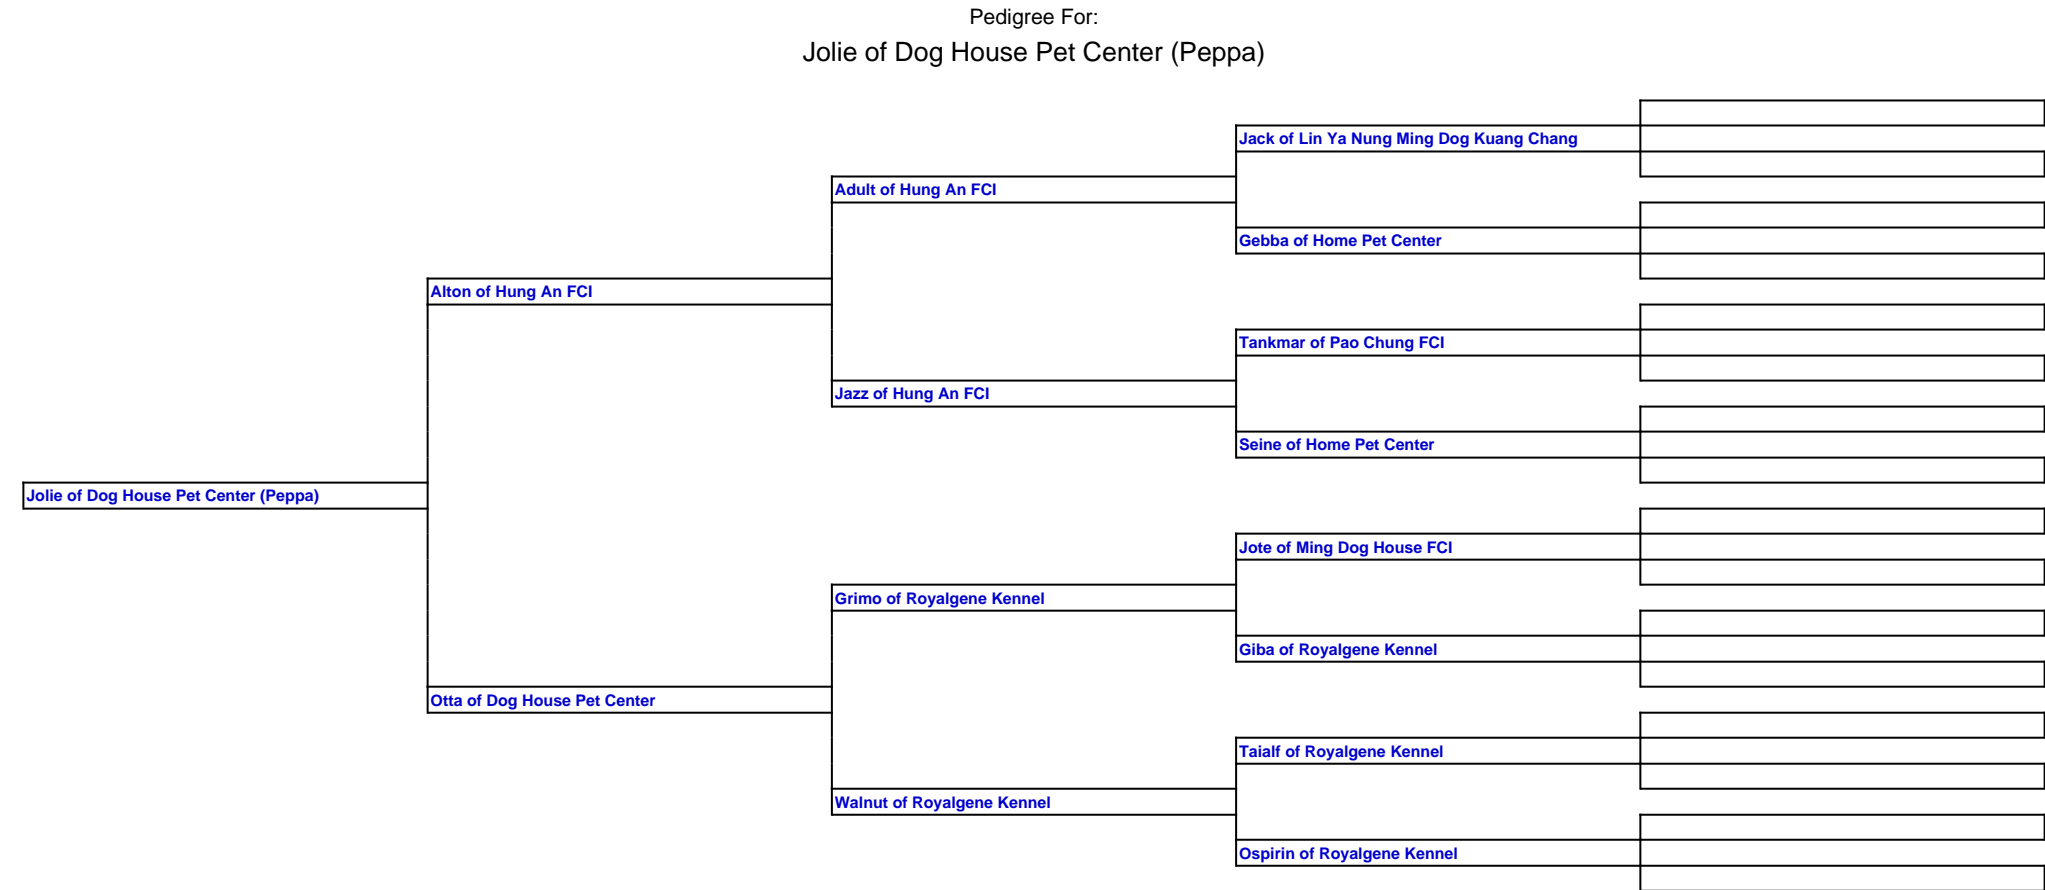 Pedigree For:
Jolie of Dog House Pet Center (Peppa)
Jack of Lin Ya Nung Ming Dog Kuang Chang
Adult of Hung An FCI
Gebba of Home Pet Center
Alton of Hung An FCI
Tankmar of Pao Chung FCI
Jazz of Hung An FCI
Seine of Home Pet Center
Jolie of Dog House Pet Center (Peppa)
Jote of Ming Dog House FCI
Grimo of Royalgene Kennel
Giba of Royalgene Kennel
Otta of Dog House Pet Center
Taialf of Royalgene Kennel
Walnut of Royalgene Kennel
Ospirin of Royalgene Kennel